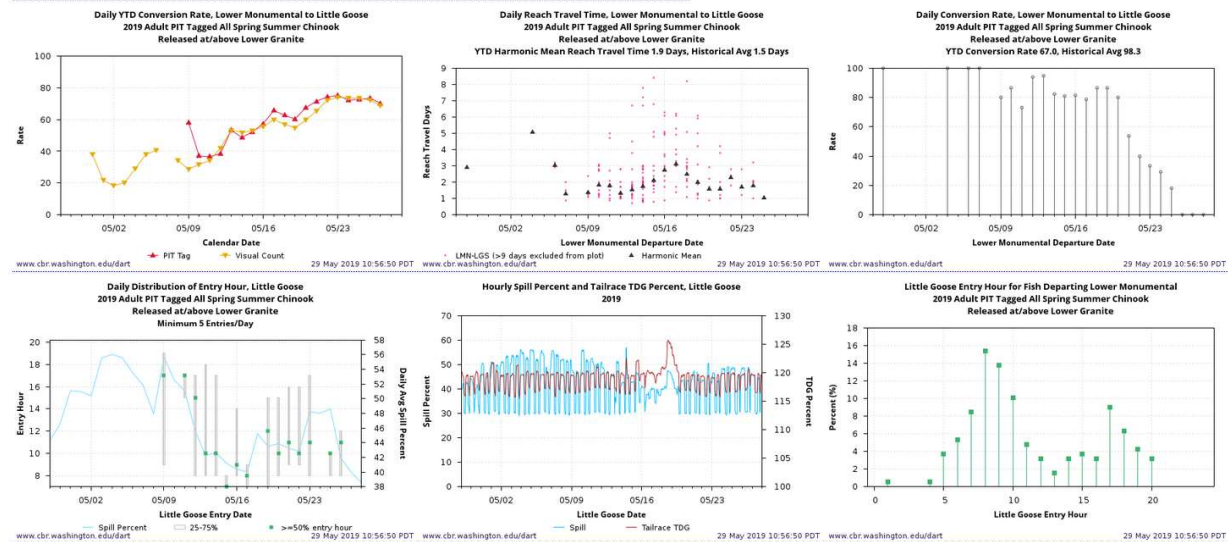 Daily YTD Conversion Rate, Lower Monumental to Little Goose
2019 Adult PIT Tagged All Spring Summer Chinook
Released at/above Lower Granite
100
80
60
40
20
0
Rate
05/02
05/09
05/16
05/23
Calendar Date
PIT Tag
Visual Count
www.cbr.washington.edu/dart
29 May 2019 10:56:50 PDT
Daily Reach Travel Time, Lower Monumental to Little Goose
2019 Adult PIT Tagged All Spring Summer Chinook
Released at/above Lower Granite
YTD Harmonic Mean Reach Travel Time 1.9 Days, Historical Avg 1.5 Days
9
8
7
6
5
4
3
2
1
0
Reach Travel Days
05/02
05/09
05/16
05/23
Lower Monumental Departure Date
LMN-LGS (>9 days excluded from plot)
Harmonic Mean
www.cbr.washington.edu/dart
29 May 2019 10:56:50 PDT
Daily Conversion Rate, Lower Monumental to Little Goose
2019 Adult PIT Tagged All Spring Summer Chinook
Released at/above Lower Granite
YTD Conversion Rate 67.0, Historical Avg 98.3
100
80
60
40
20
0
Rate
05/02
05/09
05/16
05/23
Lower Monumental Departure Date
www.cbr.washington.edu/dart
29 May 2019 10:56:50 PDT
Daily Distribution of Entry Hour, Little Goose
2019 Adult PIT Tagged All Spring Summer Chinook
Released at/above Lower Granite
Minimum 5 Entries/Day
20
18
16
14
12
10
8
Entry Hour
58
56
54
52
50
48
46
44
42
40
38
Daily Avg Spill Percent
05/02
05/09
05/16
05/23
Little Goose Entry Date
Spill Percent
25-75%
>=50% entry hour
www.cbr.washington.edu/dart
29 May 2019 10:56:50 PDT
Hourly Spill Percent and Tailrace TDG Percent, Little Goose
2019
70
60
50
40
30
20
10
0
Spill Percent
130
125
120
115
110
105
100
TDG Percent
05/02
05/09
05/16
05/23
Little Goose Date
Spill
Tailrace TDG
www.cbr.washington.edu/dart
29 May 2019 10:56:50 PDT
Little Goose Entry Hour for Fish Departing Lower Monumental
2019 Adult PIT Tagged All Spring Summer Chinook
Released at/above Lower Granite
18
16
14
12
10
8
6
4
2
0
Percent (%)
0
5
10
15
20
Little Goose Entry Hour
www.cbr.washington.edu/dart
29 May 2019 10:56:50 PDT